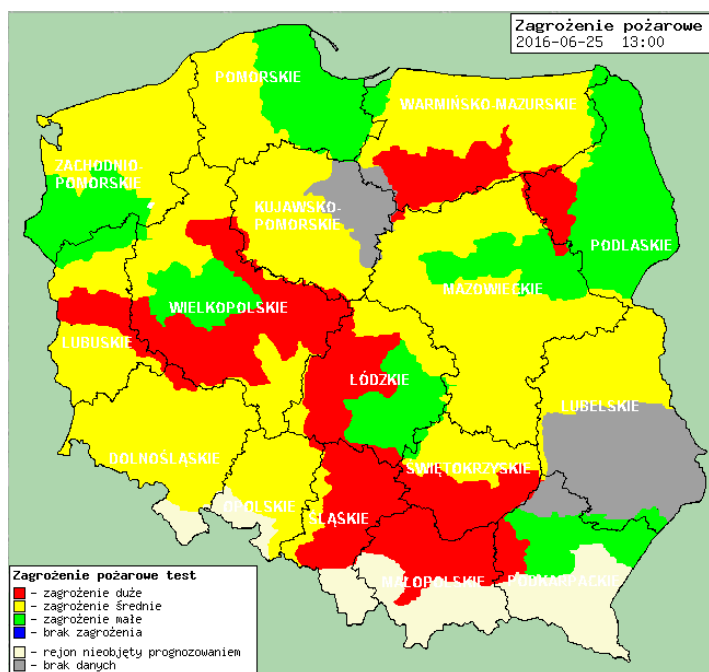 Zagrożenie pożarowe
2016-06-25 13:00
POMORSKIE
WARMIŃSKO-MAZURSKIE
ZACHODNIO-
POMORSKIE
KUJAWSKO-
POMORSKIE
PODLASKIE
MAZOWIECKIE
WIELKOPOLSKIE
LUBUSKIE
ŁÓDZKIE
LUBELSKIE
DOLNOŚLĄSKIE
ŚWIĘTOKRZYSKIE
OPOLSKIE
ŚLĄSKIE
MAŁOPOLSKIE
PODKARPACKIE
Zagrożenie pożarowe test
– zagrożenie duże
– zagrożenie średnie
– zagrożenie małe
– brak zagrożenia
– rejon nieobjęty prognozowaniem
– brak danych